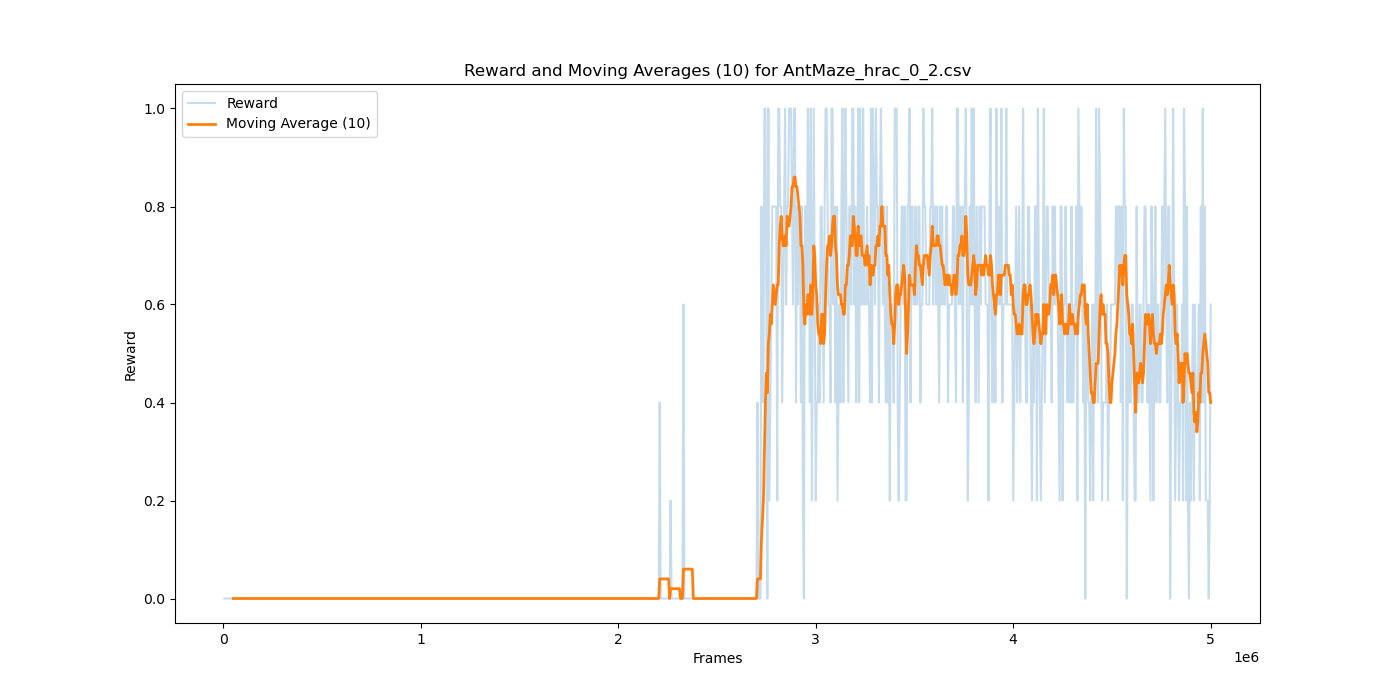 Reward and Moving Averages (10) for AntMaze_hrac_0_2.csv
Reward
Moving Average (10)
1.0
0.8
0.6
0.4
0.2
0.0
Reward
0 1 2 3 4 5
1e6
Frames